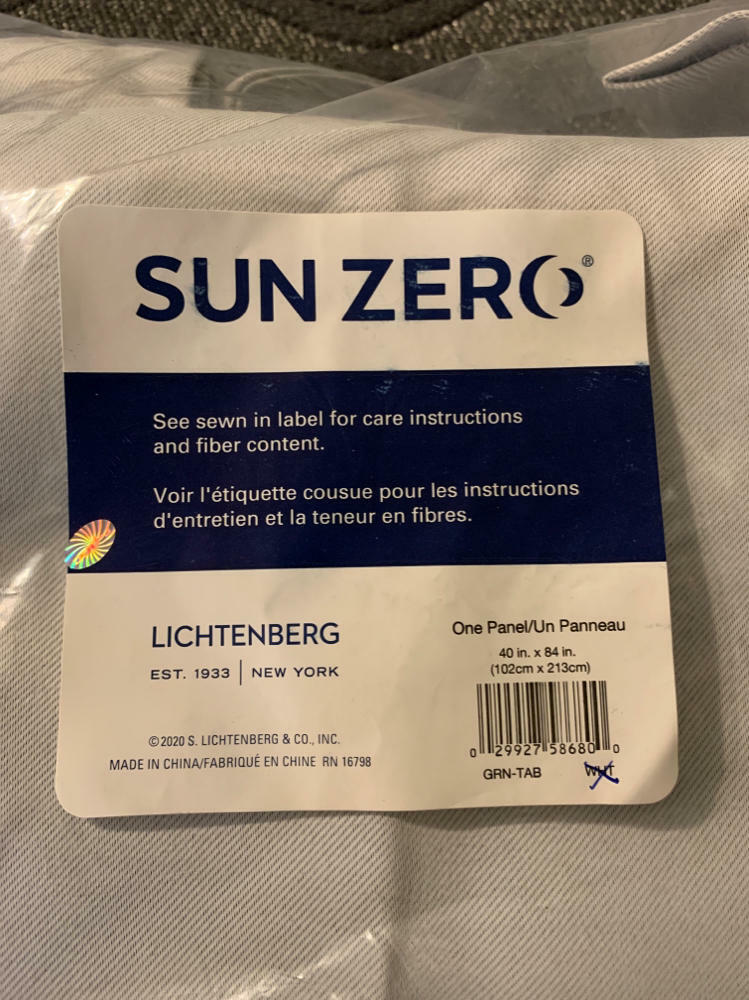 SUN ZERO®
See sewn in label for care instructions
and fiber content.
Voir l'étiquette cousue pour les instructions
d'entretien et la teneur en fibres.
LICHTENBERG
EST. 1933 | NEW YORK
©2020 S. LICHTENBERG & CO., INC.
MADE IN CHINA/FABRIQUÉ EN CHINE RN 16798
One Panel/Un Panneau
40 in. x 84 in.
(102cm x 213cm)
0 29927 58680 0
GRN-TAB WHT